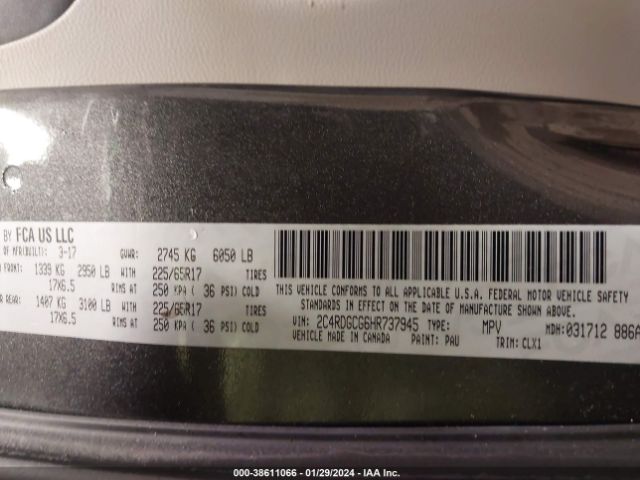 BY FCA US LLC
OF MFR(BUILT): 3-17 GVWR: 2745 KG 6050 LB
FRONT: 1339 KG 2950 LB WITH 225/65R17 TIRES
17X6.5 RIMS AT 250 KPA ( 36 PSI) COLD
REAR: 1407 KG 3100 LB WITH 225/65R17 TIRES
17X6.5 RIMS AT 250 KPA ( 36 PSI) COLD
THIS VEHICLE CONFORMS TO ALL APPLICABLE U.S.A. FEDERAL MOTOR VEHICLE SAFETY
STANDARDS IN EFFECT ON THE DATE OF MANUFACTURE SHOWN ABOVE.
VIN: 2C4RDGCG6HR737945 TYPE: MPV MDH:031712 886A
VEHICLE MADE IN CANADA PAINT: PAU TRIM: CLX1
000-38611066 - 01/29/2024 - IAA Inc.